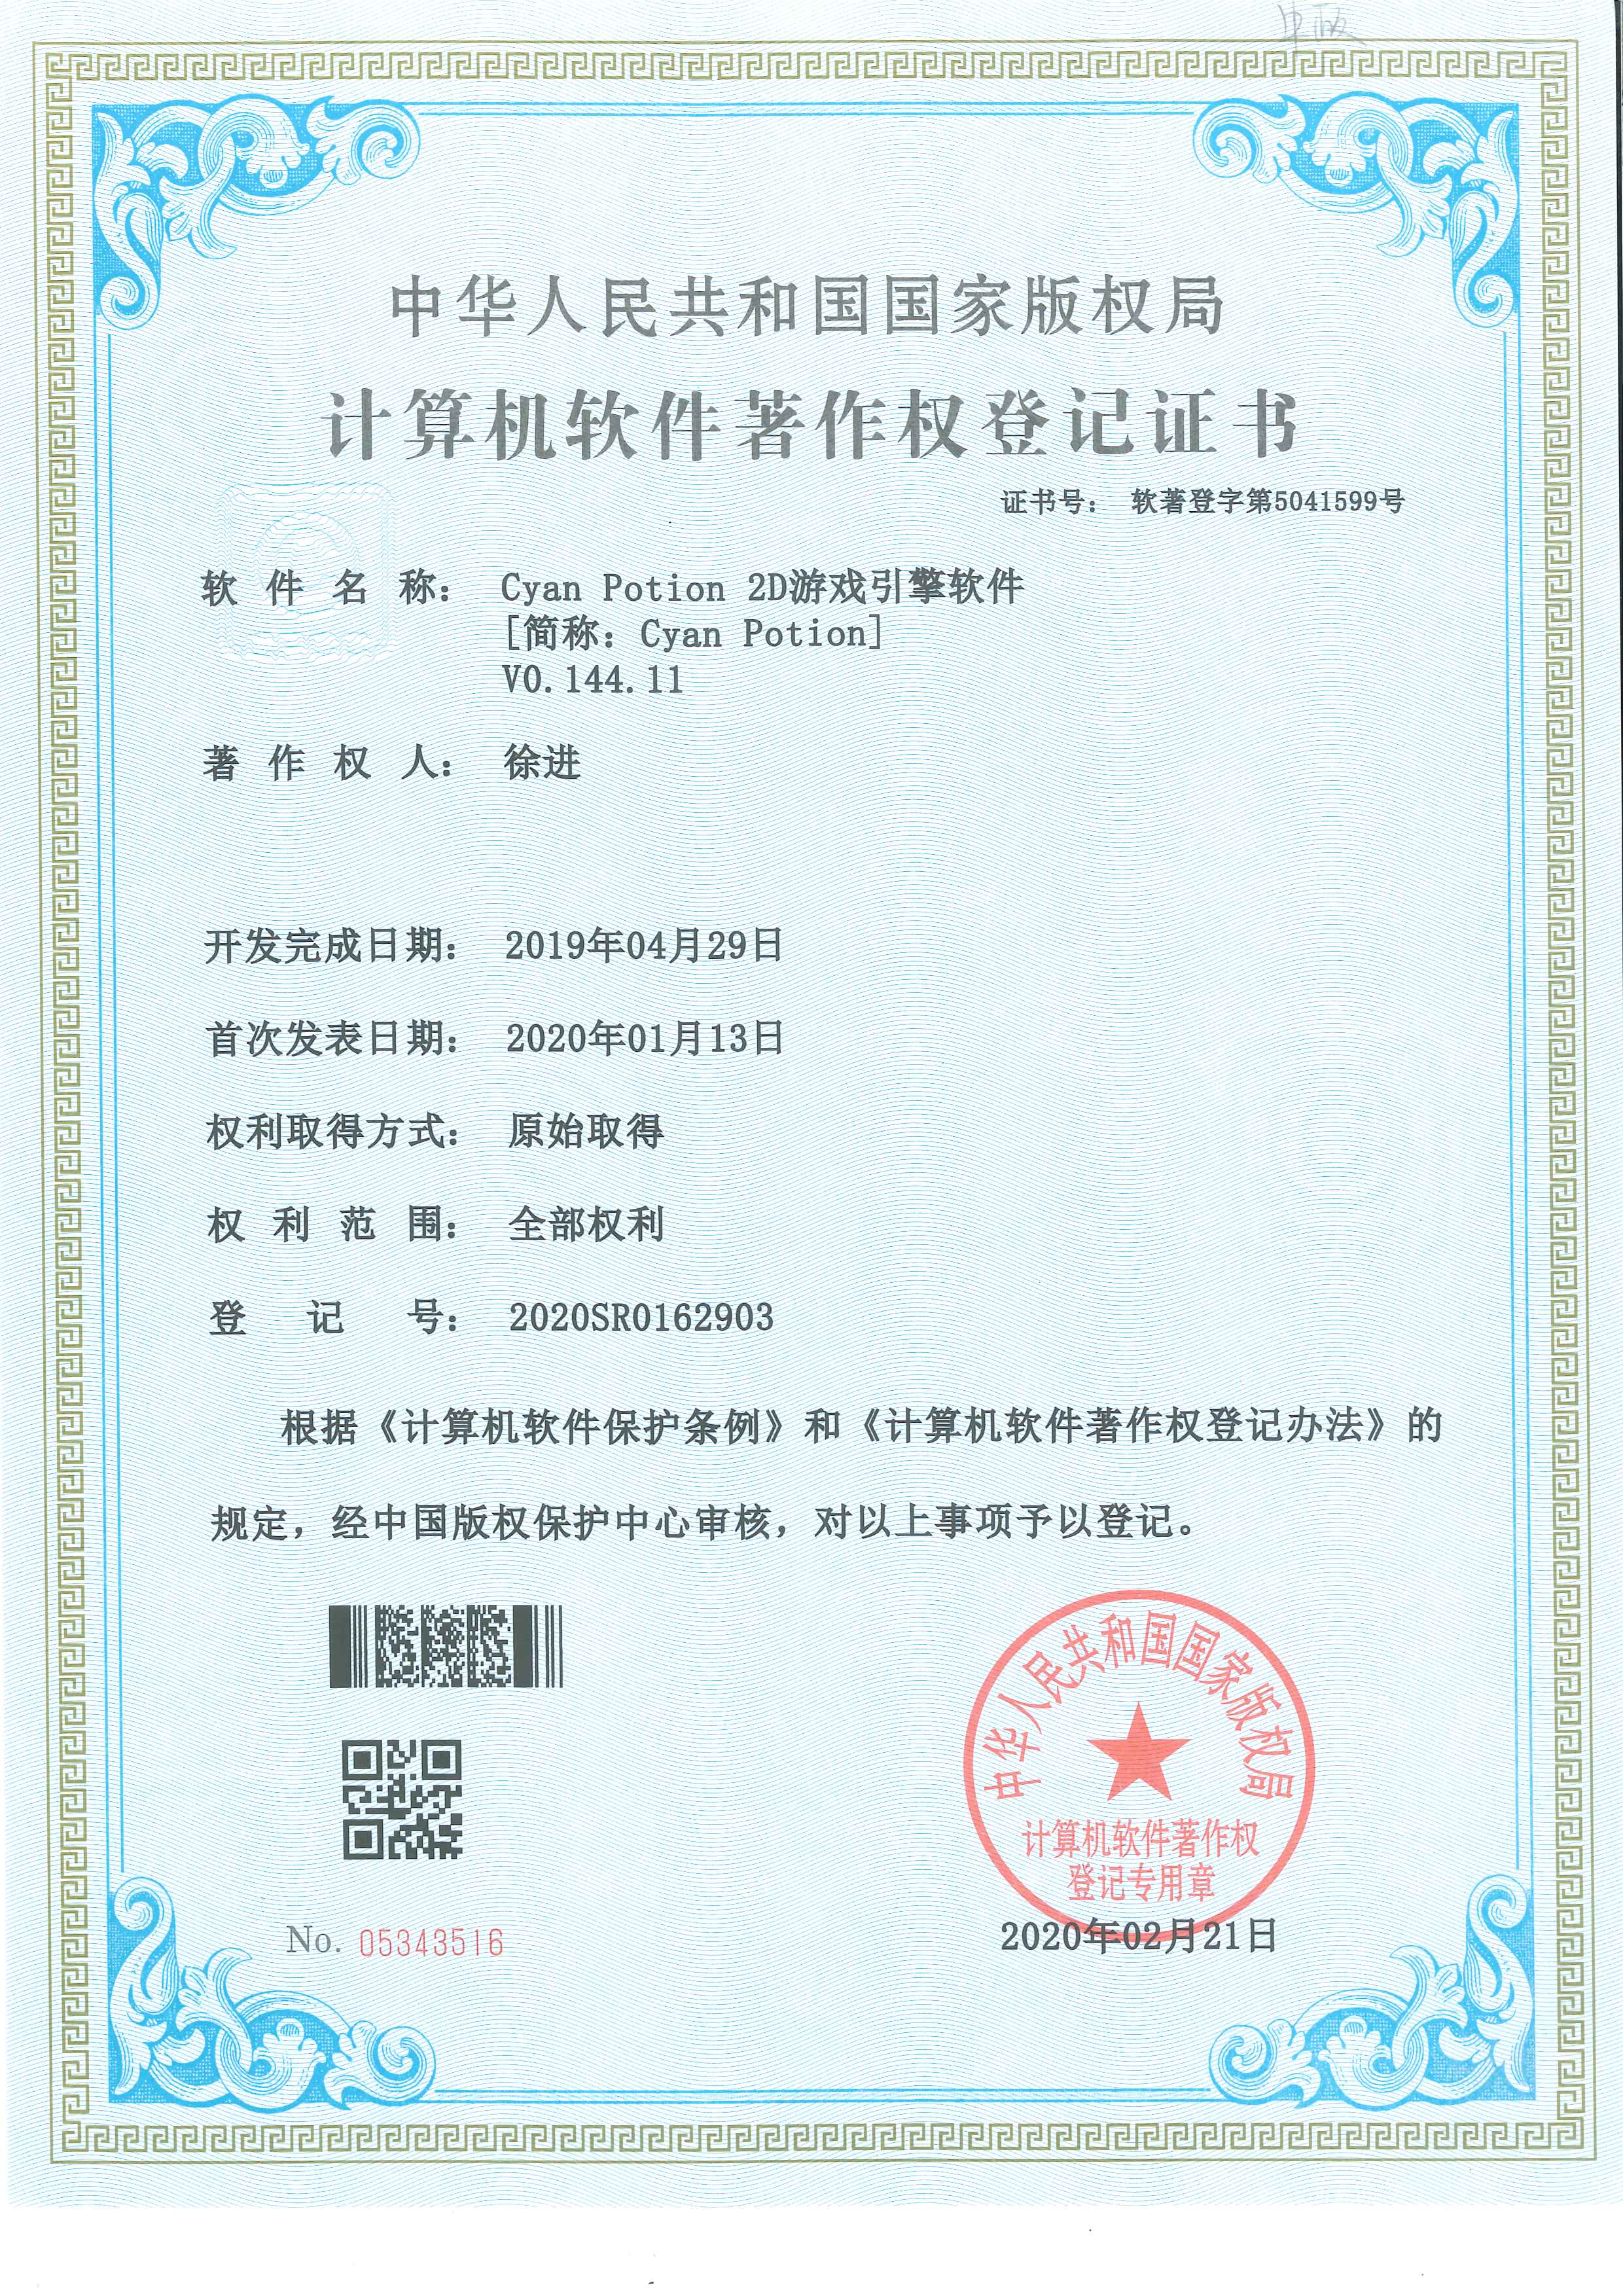 中华人民共和国国家版权局
计算机软件著作权登记证书
证书号： 软著登字第5041599号
软件名称： Cyan Potion 2D游戏引擎软件
[简称：Cyan Potion]
V0.144.11
著作权人： 徐进
开发完成日期： 2019年04月29日
首次发表日期： 2020年01月13日
权利取得方式： 原始取得
权利范围： 全部权利
登记号： 2020SR0162903
根据《计算机软件保护条例》和《计算机软件著作权登记办法》的
规定，经中国版权保护中心审核，对以上事项予以登记。
中华人民共和国国家版权局
计算机软件著作权
登记专用章
No. 05343516
2020年02月21日